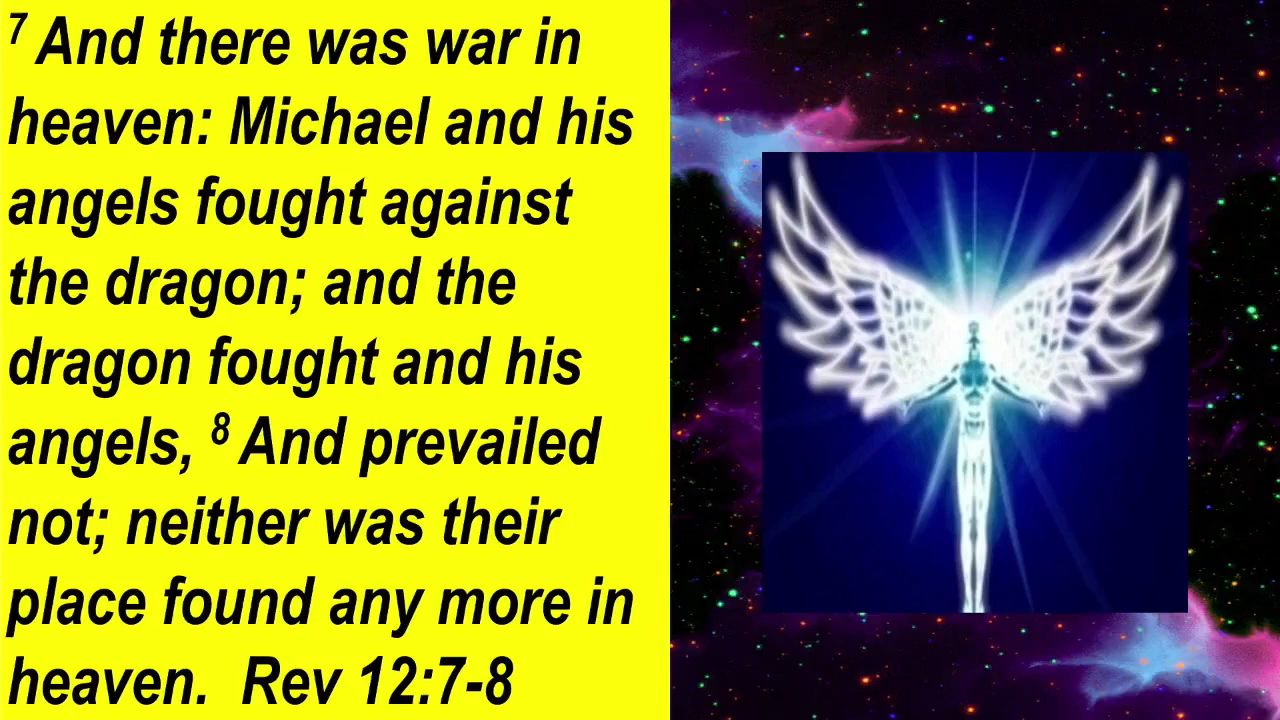 7 And there was war in
heaven: Michael and his
angels fought against
the dragon; and the
dragon fought and his
angels, 8 And prevailed
not; neither was their
place found any more in
heaven.  Rev 12:7-8